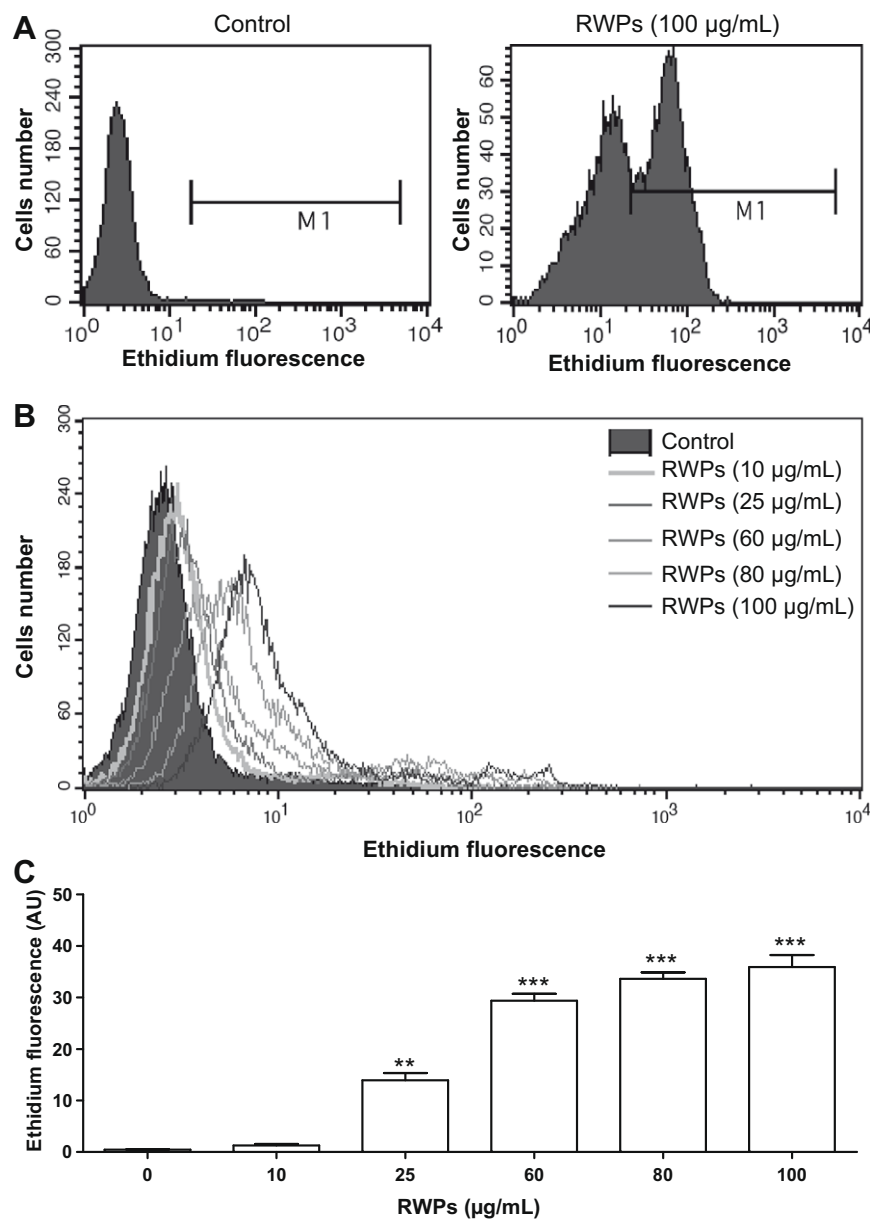 A
Control
RWPs (100 µg/mL)
Cells number
300
240
180
120
60
0
M1
10^0 10^1 10^2 10^3 10^4
Ethidium fluorescence
Cells number
60
50
40
30
20
10
0
M1
10^0 10^1 10^2 10^3 10^4
Ethidium fluorescence
B
Cells number
300
240
180
120
60
0
Control
RWPs (10 µg/mL)
RWPs (25 µg/mL)
RWPs (60 µg/mL)
RWPs (80 µg/mL)
RWPs (100 µg/mL)
10^0 10^1 10^2 10^3 10^4
Ethidium fluorescence
C
Ethidium fluorescence (AU)
50
40
30
20
10
0
**
***
***
***
0 10 25 60 80 100
RWPs (µg/mL)